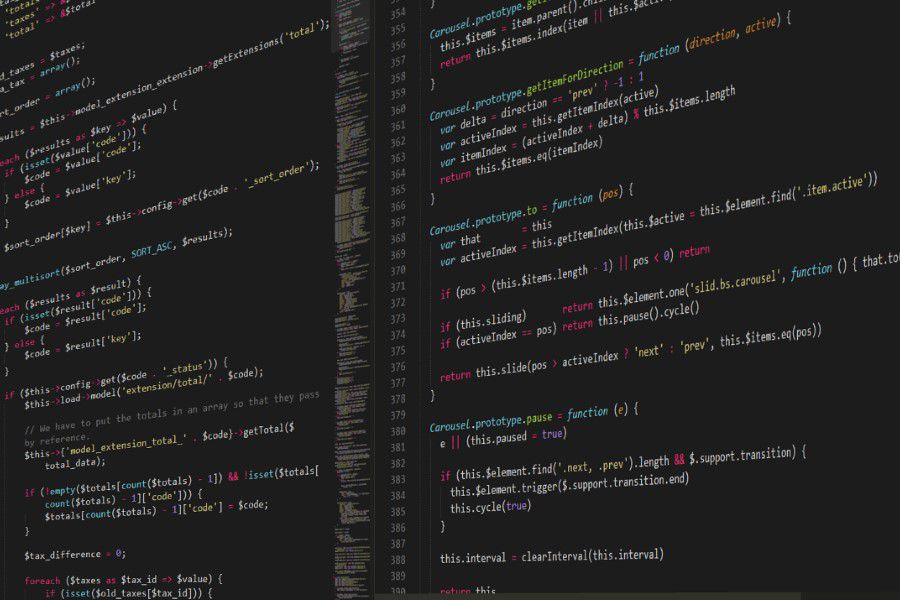 'totals'
'taxes' =>
'total' => &$total
_taxes = $taxes;
a_tax = array();
rt_order = array();
sults = $this->model_extension_extension->getExtensions('total');
each ($results as $key => $value) {
if (isset($value['code'])) {
$code = $value['code'];
} else {
$code = $value['key'];
}
$sort_order[$key] = $this->config->get($code . '_sort_order');
ay_multisort($sort_order, SORT_ASC, $results);
each ($results as $result) {
if (isset($result['code'])) {
$code = $result['code'];
} else {
$code = $result['key'];
}
if ($this->config->get($code . '_status')) {
$this->load->model('extension/total/' . $code);
// We have to put the totals in an array so that they pass
by reference.
$this->{'model_extension_total_' . $code}->getTotal($
total_data);
if (!empty($totals[count($totals) - 1]) && !isset($totals[
count($totals) - 1]['code'])) {
$totals[count($totals) - 1]['code'] = $code;
}
$tax_difference = 0;
foreach ($taxes as $tax_id => $value) {
if (isset($old_taxes[$tax_id])) {
354 }
355 Carousel.prototype.
356 this.$items = item.parent().
357 return this.$items.index(item || this.
358 }
359
360 Carousel.prototype.getItemForDirection = function (direction, active) {
361 var delta = direction == 'prev' ? -1 : 1
362 var activeIndex = this.getItemIndex(active)
363 var itemIndex = (activeIndex + delta) % this.$items.length
364 return this.$items.eq(itemIndex)
365 }
366
367 Carousel.prototype.to = function (pos) {
368 var that = this
369 var activeIndex = this.getItemIndex(this.$active = this.$element.find('.item.active'))
370
371 if (pos > (this.$items.length - 1) || pos < 0) return
372
373 if (this.sliding) return this.$element.one('slid.bs.carousel', function () { that.to
374 if (activeIndex == pos) return this.pause().cycle()
375
376 return this.slide(pos > activeIndex ? 'next' : 'prev', this.$items.eq(pos))
377 }
378
379 Carousel.prototype.pause = function (e) {
380 e || (this.paused = true)
381
382 if (this.$element.find('.next, .prev').length && $.support.transition) {
383 this.$element.trigger($.support.transition.end)
384 this.cycle(true)
385 }
386
387 this.interval = clearInterval(this.interval)
388
389 return this
390